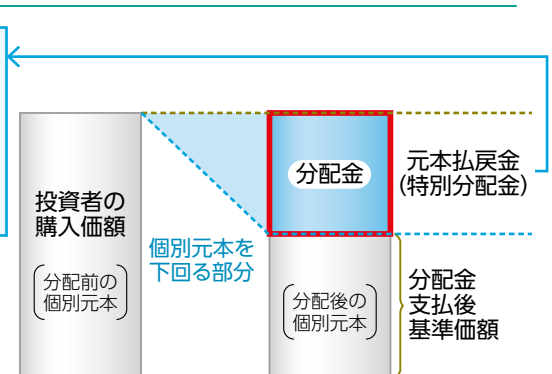 投資者の
購入価額
(分配前の
個別元本)
個別元本を
下回る部分
分配金
(分配後の
個別元本)
元本払戻金
(特別分配金)
分配金
支払後
基準価額